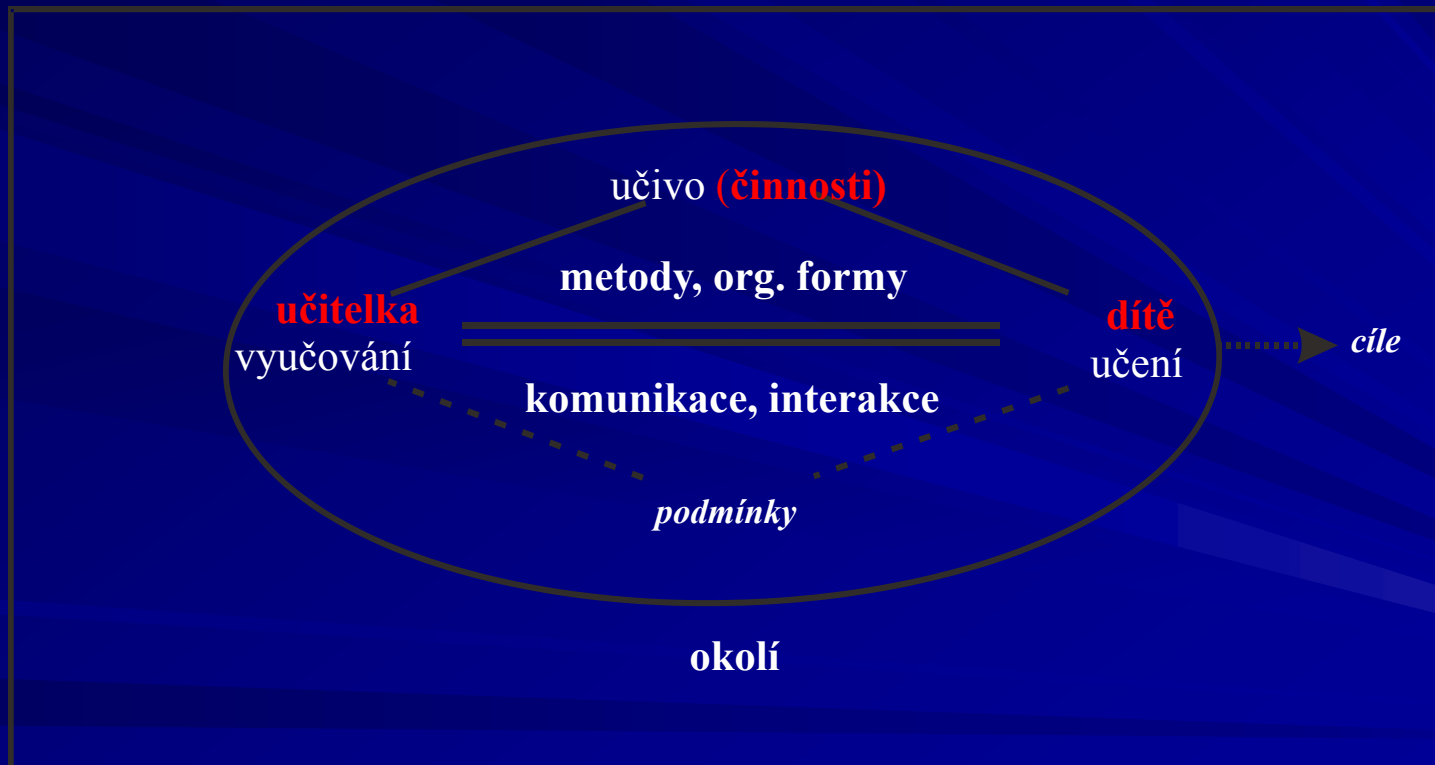 učivo (činnosti)
metody, org. formy
učitelka
vyučování
dítě
učení
cíle
komunikace, interakce
podmínky
okolí